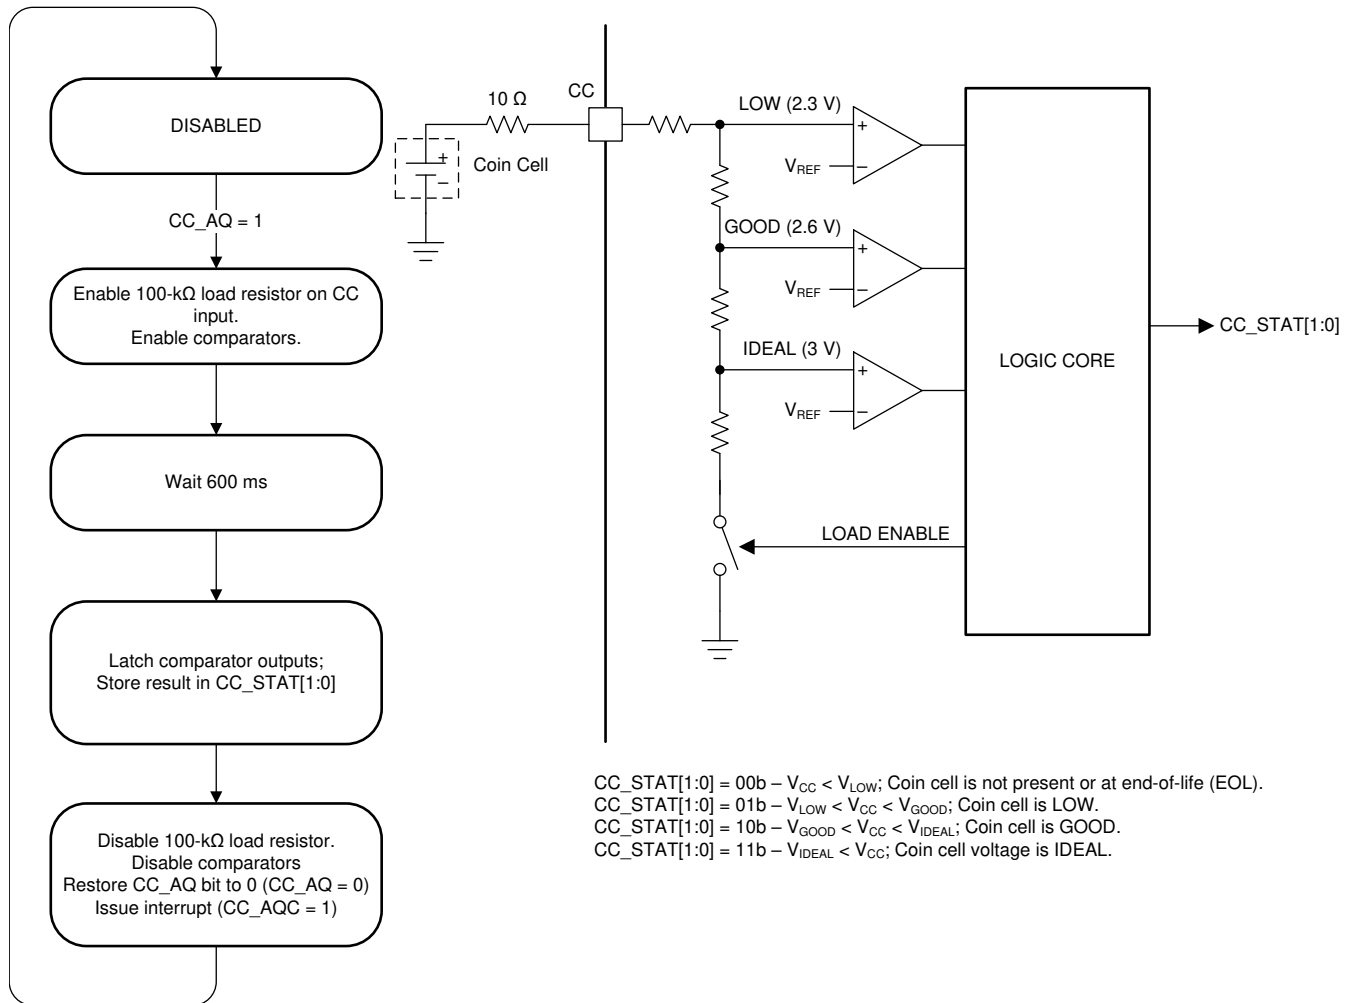 DISABLED
CC_AQ = 1
Enable 100-kΩ load resistor on CC
input.
Enable comparators.
Wait 600 ms
Latch comparator outputs;
Store result in CC_STAT[1:0]
Disable 100-kΩ load resistor.
Disable comparators
Restore CC_AQ bit to 0 (CC_AQ = 0)
Issue interrupt (CC_AQC = 1)
10 Ω
CC
+
−
Coin Cell
LOW (2.3 V)
+
VREF
−
GOOD (2.6 V)
+
VREF
−
IDEAL (3 V)
+
VREF
−
LOAD ENABLE
LOGIC CORE
CC_STAT[1:0]
CC_STAT[1:0] = 00b – VCC < VLOW; Coin cell is not present or at end-of-life (EOL).
CC_STAT[1:0] = 01b – VLOW < VCC < VGOOD; Coin cell is LOW.
CC_STAT[1:0] = 10b – VGOOD < VCC < VIDEAL; Coin cell is GOOD.
CC_STAT[1:0] = 11b – VIDEAL < VCC; Coin cell voltage is IDEAL.